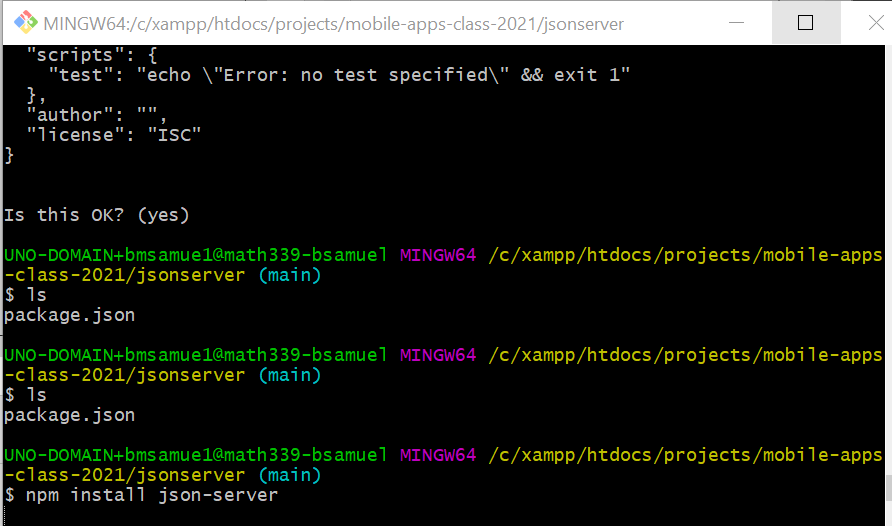 MINGW64:/c/xampp/htdocs/projects/mobile-apps-class-2021/jsonserver
  "scripts": {
    "test": "echo \"Error: no test specified\" && exit 1"
  },
  "author": "",
  "license": "ISC"
}
Is this OK? (yes)
UNO-DOMAIN+bmsamue1@math339-bsamuel MINGW64 /c/xampp/htdocs/projects/mobile-apps
-class-2021/jsonserver (main)
$ ls
package.json
UNO-DOMAIN+bmsamue1@math339-bsamuel MINGW64 /c/xampp/htdocs/projects/mobile-apps
-class-2021/jsonserver (main)
$ ls
package.json
UNO-DOMAIN+bmsamue1@math339-bsamuel MINGW64 /c/xampp/htdocs/projects/mobile-apps
-class-2021/jsonserver (main)
$ npm install json-server